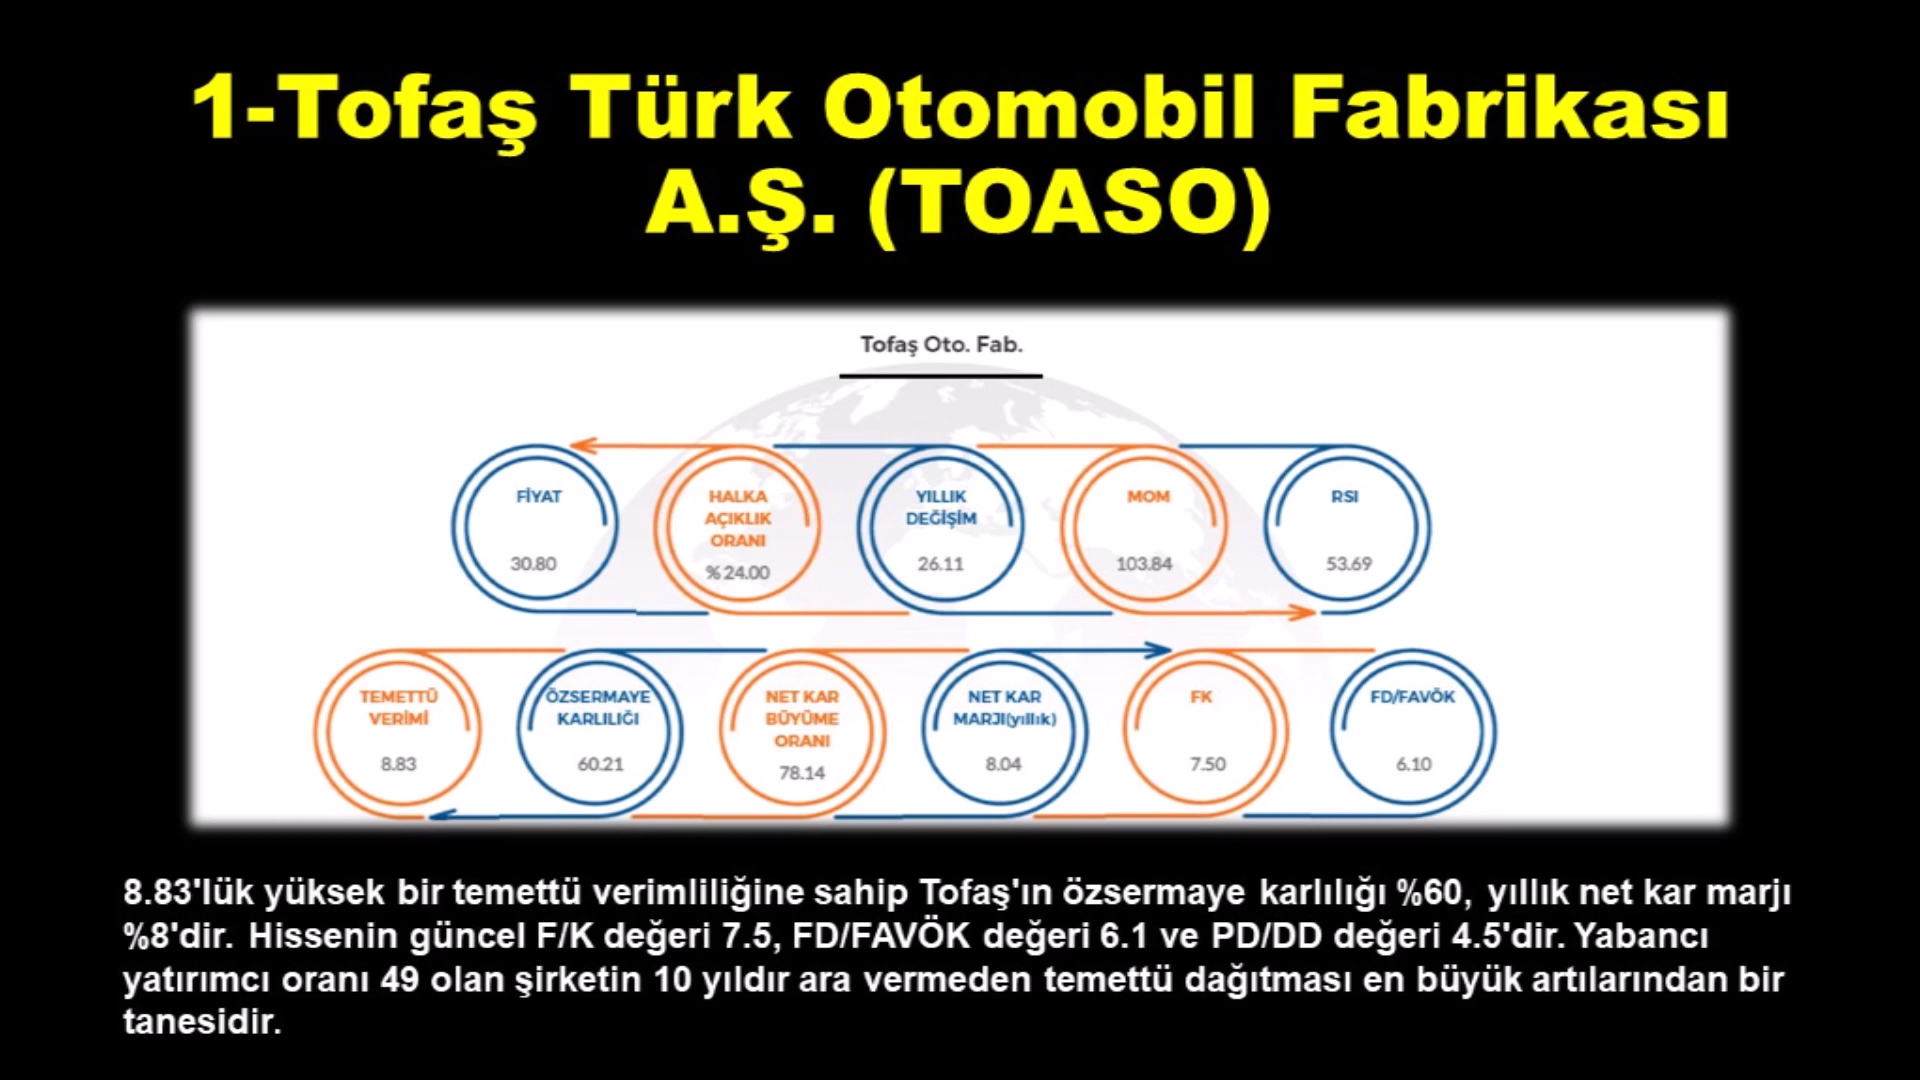 1-Tofaş Türk Otomobil Fabrikası
A.Ş. (TOASO)
Tofaş Oto. Fab.
FİYAT
30.80
HALKA
AÇIKLIK
ORANI
%24.00
YILLIK
DEĞİŞİM
26.11
MOM
103.84
RSI
53.69
TEMETTÜ
VERİMİ
8.83
ÖZSERMAYE
KARLILIĞI
60.21
NET KAR
BÜYÜME
ORANI
78.14
NET KAR
MARJI(yıllık)
8.04
FK
7.50
FD/FAVÖK
6.10
8.83'lük yüksek bir temettü verimliliğine sahip Tofaş'ın özsermaye karlılığı %60, yıllık net kar marjı
%8'dir. Hissenin güncel F/K değeri 7.5, FD/FAVÖK değeri 6.1 ve PD/DD değeri 4.5'dir. Yabancı
yatırımcı oranı 49 olan şirketin 10 yıldır ara vermeden temettü dağıtması en büyük artılarından bir
tanesidir.